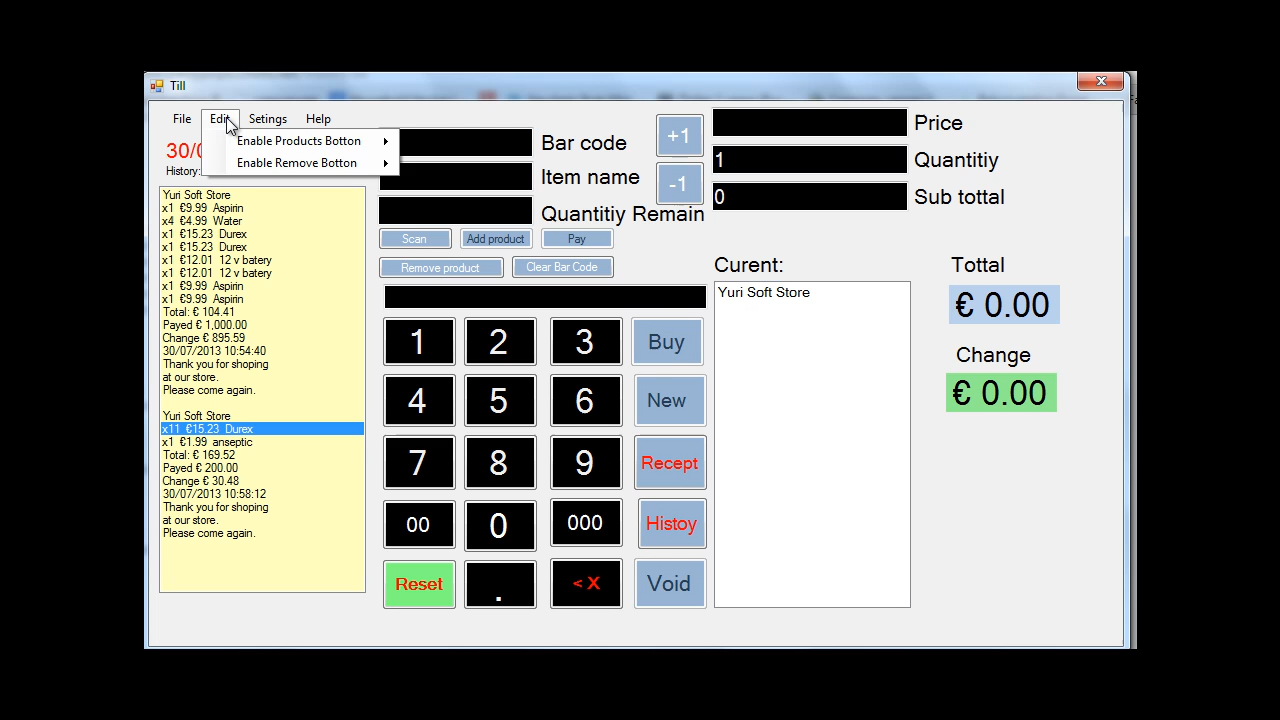 Till
File Edit Setings Help
Enable Products Botton
Enable Remove Botton
30/0
History:
Yuri Soft Store
x1 €9.99 Aspirin
x4 €4.99 Water
x1 €15.23 Durex
x1 €15.23 Durex
x1 €12.01 12 v batery
x1 €12.01 12 v batery
x1 €9.99 Aspirin
x1 €9.99 Aspirin
Total: € 104.41
Payed € 1,000.00
Change € 895.59
30/07/2013 10:54:40
Thank you for shoping
at our store.
Please come again.
Yuri Soft Store
x11 €15.23 Durex
x1 €1.99 anseptic
Total: € 169.52
Payed € 200.00
Change € 30.48
30/07/2013 10:58:12
Thank you for shoping
at our store.
Please come again.
Bar code
Item name
Quantitiy Remain
+1
-1
Price
1 Quantitiy
0 Sub tottal
Scan Add product Pay
Remove product Clear Bar Code
1 2 3 Buy
4 5 6 New
7 8 9 Recept
00 0 000 Histoy
Reset . < X Void
Curent:
Yuri Soft Store
Tottal
€ 0.00
Change
€ 0.00